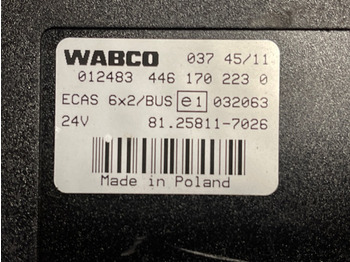 WABCO 037 45/11
012483 446 170 223 0
ECAS 6x2/BUS e1 032063
24V 81.25811-7026
Made in Poland